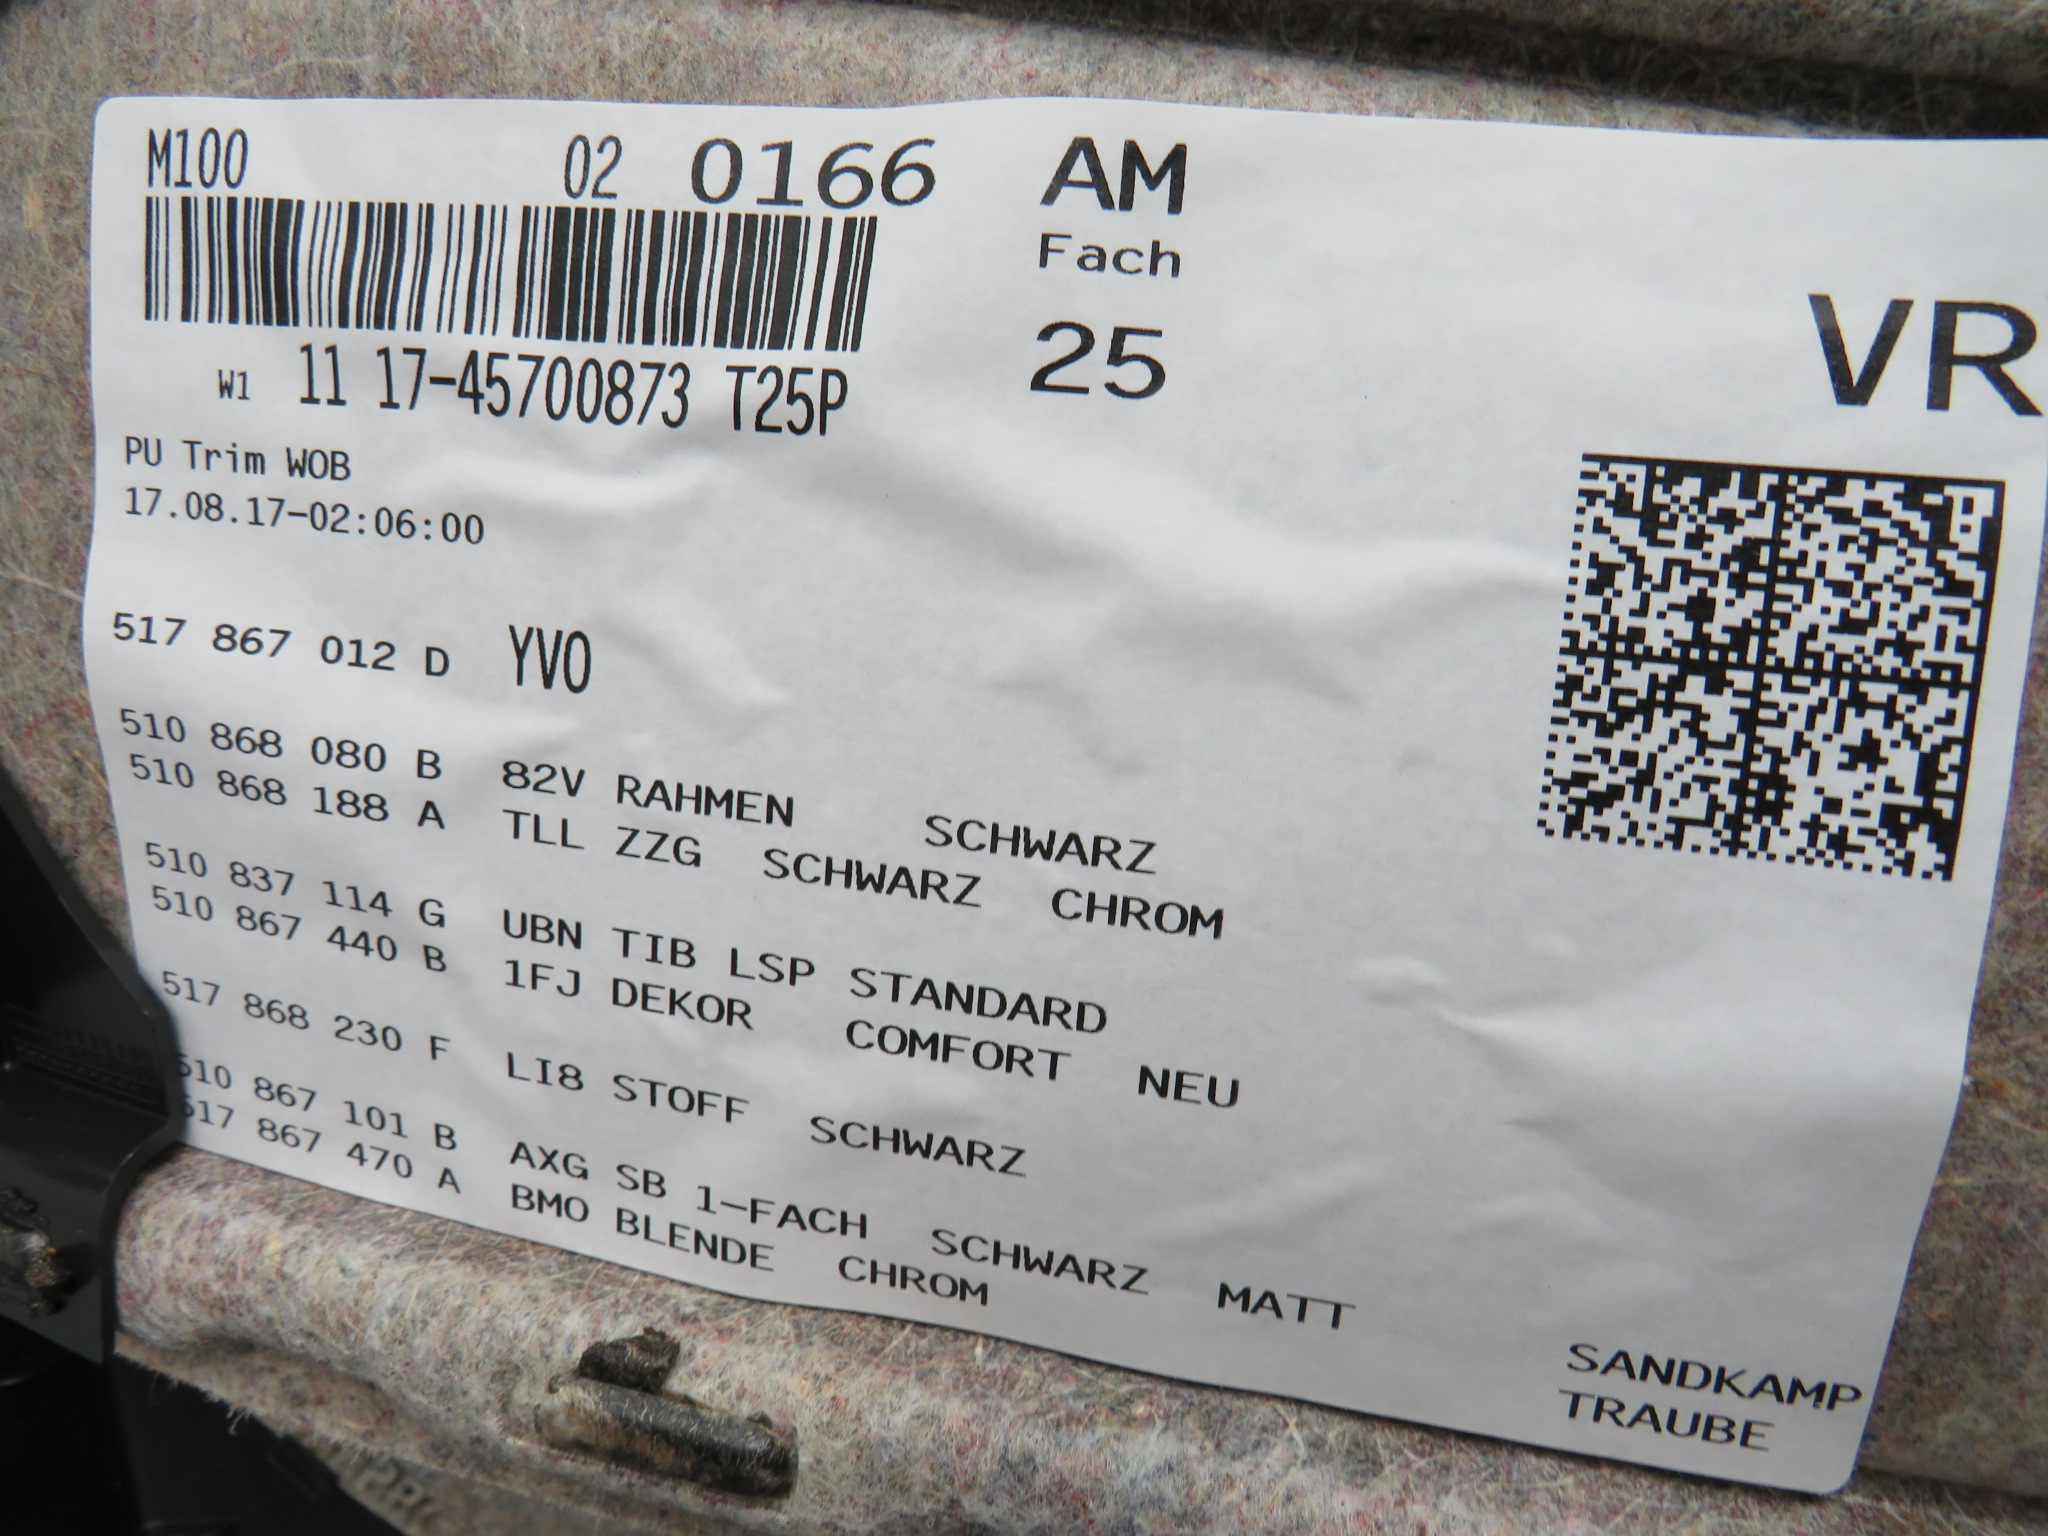 M100 02 0166 AM
Fach
25
VR
W1 11 17-45700873 T25P
PU Trim WOB
17.08.17-02:06:00
517 867 012 D YVO
510 868 080 B 82V RAHMEN SCHWARZ
510 868 188 A TLL ZZG SCHWARZ CHROM
510 837 114 G UBN TIB LSP STANDARD
510 867 440 B 1FJ DEKOR COMFORT NEU
517 868 230 F LI8 STOFF SCHWARZ
510 867 101 B AXG SB 1-FACH SCHWARZ MATT
517 867 470 A BMO BLENDE CHROM
SANDKAMP
TRAUBE